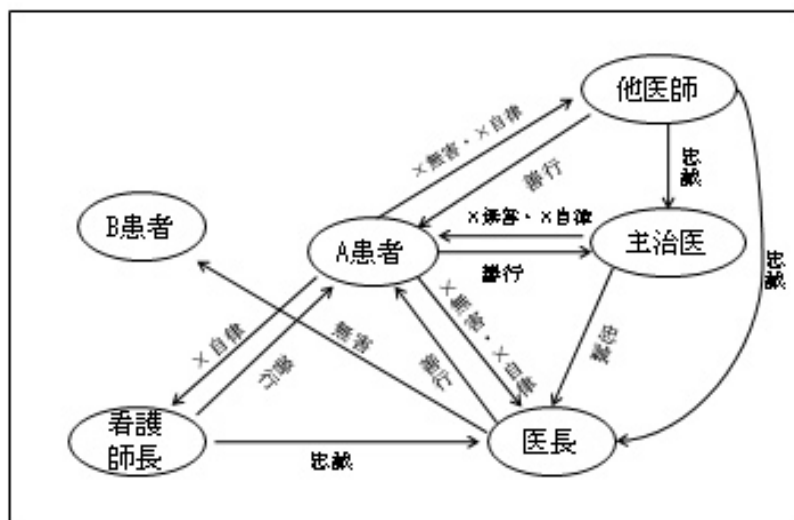 他医師
×無害・×自律
善行
忠誠
B患者
×無害・×自律
A患者
主治医
善行
忠誠
×自律
善行
無害
善行
×無害・×自律
忠誠
看護
師長
忠誠
医長